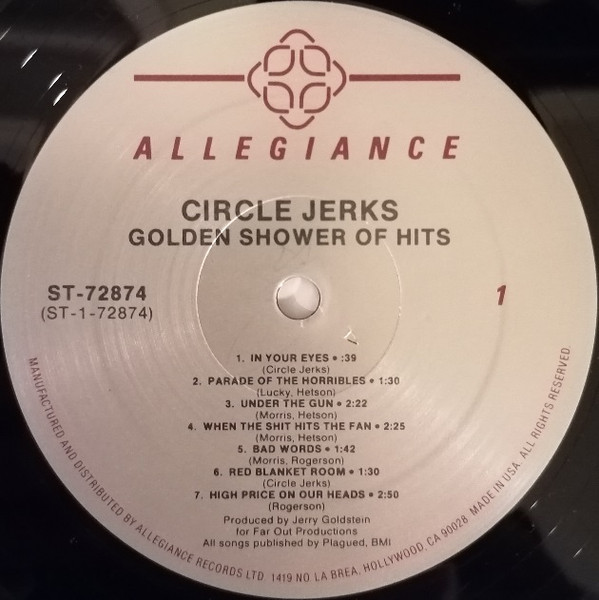 ALLEGIANCE
CIRCLE JERKS
GOLDEN SHOWER OF HITS
ST-72874
(ST-1-72874)
1
1. IN YOUR EYES • :39
(Circle Jerks)
2. PARADE OF THE HORRIBLES • 1:30
(Lucky, Hetson)
3. UNDER THE GUN • 2:22
(Morris, Hetson)
4. WHEN THE SHIT HITS THE FAN • 2:25
(Morris, Hetson)
5. BAD WORDS • 1:42
(Morris, Rogerson)
6. RED BLANKET ROOM • 1:30
(Circle Jerks)
7. HIGH PRICE ON OUR HEADS • 2:50
(Rogerson)
Produced by Jerry Goldstein
for Far Out Productions
All songs published by Plagued, BMI
MANUFACTURED AND DISTRIBUTED BY ALLEGIANCE RECORDS LTD. 1419 NO LA BREA, HOLLYWOOD, CA 90028. MADE IN USA. ALL RIGHTS RESERVED.